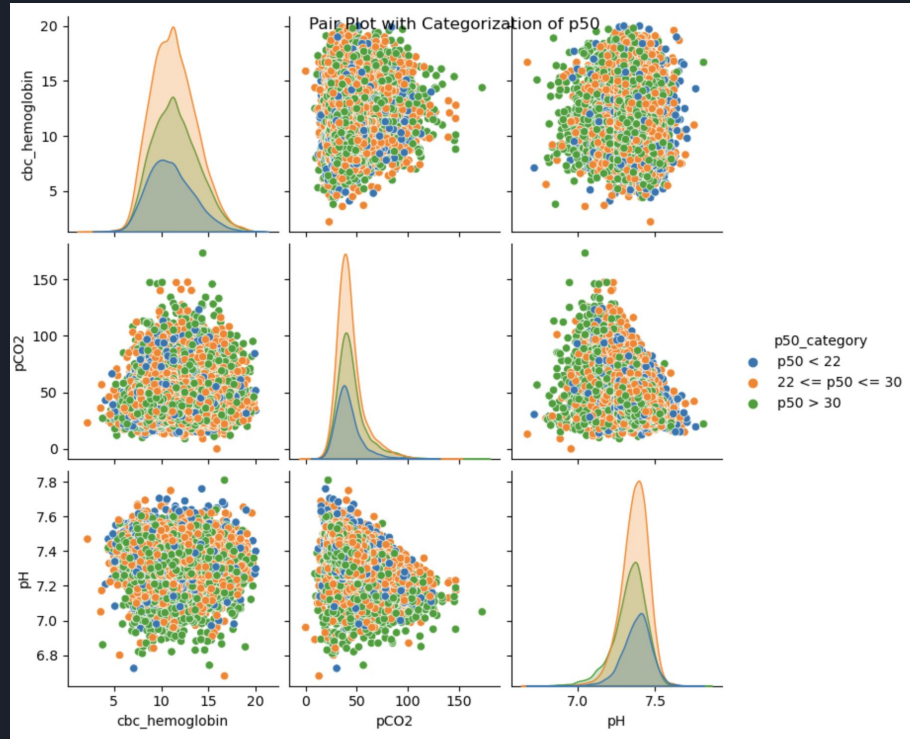 Pair Plot with Categorization of p50
20
15
10
5
cbc_hemoglobin
150
100
50
0
pCO2
p50_category
p50 < 22
22 <= p50 <= 30
p50 > 30
7.8
7.6
7.4
7.2
7.0
6.8
pH
5 10 15 20
0 50 100 150
7.0 7.5
cbc_hemoglobin
pCO2
pH